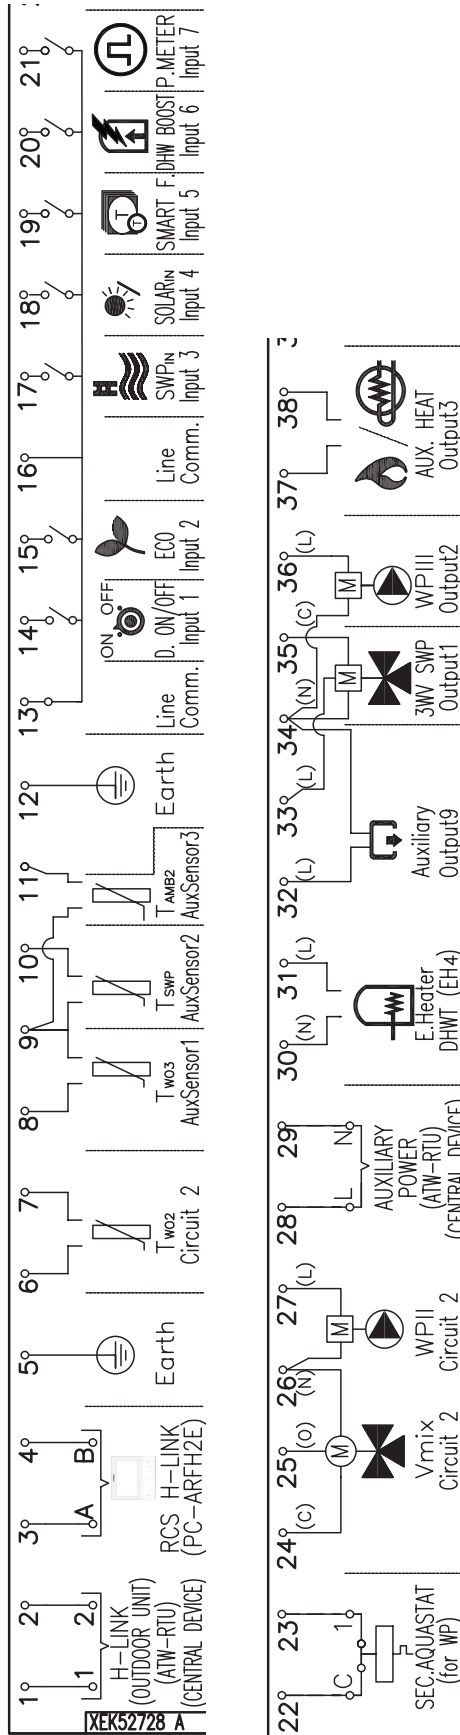 1 2 3 4 5 6 7 8 9 10 11 12 13 14 15 16 17 18 19 20 21
1 2
H-LINK
(OUTDOOR UNIT)
(ATW-RTU)
(CENTRAL DEVICE)
XEK52728 A
A B
RCS H-LINK
(PC-ARFH2E)
Earth
TWO2
Circuit 2
TWO3
AuxSensor1
TSWP
AuxSensor2
TAMB2
AuxSensor3
Earth
Line
Comm.
ON OFF
D. ON/OFF
Input 1
ECO
Input 2
Line
Comm.
SWPIN
Input 3
SOLARIN
Input 4
T
T
SMART F.
Input 5
DHW BOOST
Input 6
P.METER
Input 7
22 23 24 25 26 27 28 29 30 31 32 33 34 35 36 37 38
C 1
SEC.AQUASTAT
(for WP)
(C) (O) (N) (L)
M
Vmix
Circuit 2
M
WPII
Circuit 2
L N
AUXILIARY
POWER
(ATW-RTU)
(CENTRAL DEVICE)
(N) (L)
E.Heater
DHWT (EH4)
(L) (L) (N) (C) (L)
Auxiliary
Output9
M
3WV SWP
Output1
M
WPIII
Output2
AUX. HEAT
Output3